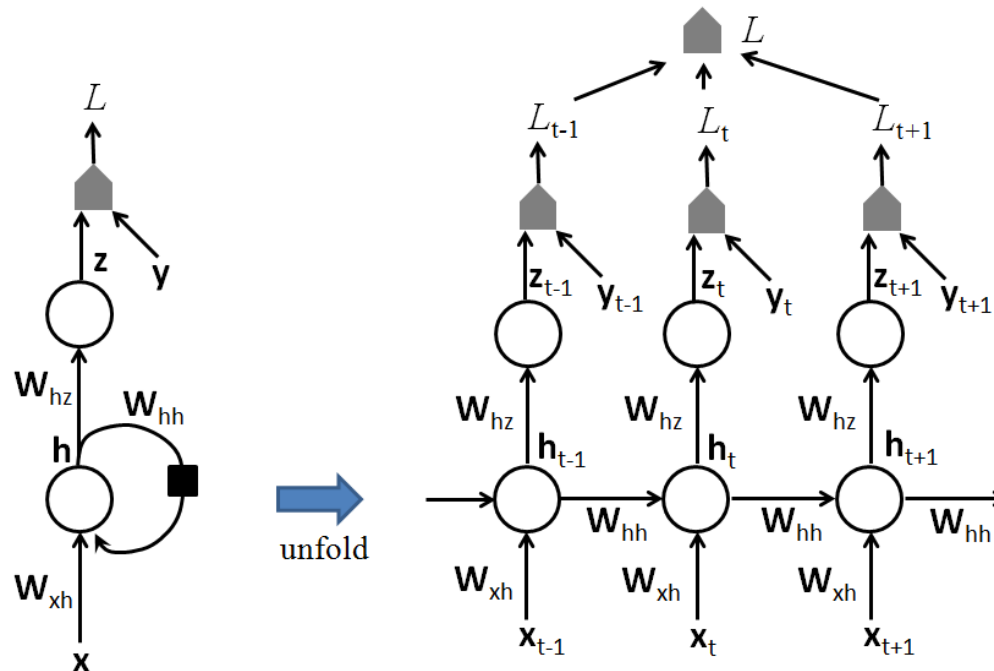 L
z
y
W_hz
W_hh
h
W_xh
x
unfold
L
L_t-1 L_t L_t+1
z_t-1 z_t z_t+1
y_t-1 y_t y_t+1
W_hz W_hz W_hz
h_t-1 h_t h_t+1
W_hh W_hh W_hh
W_xh W_xh W_xh
x_t-1 x_t x_t+1